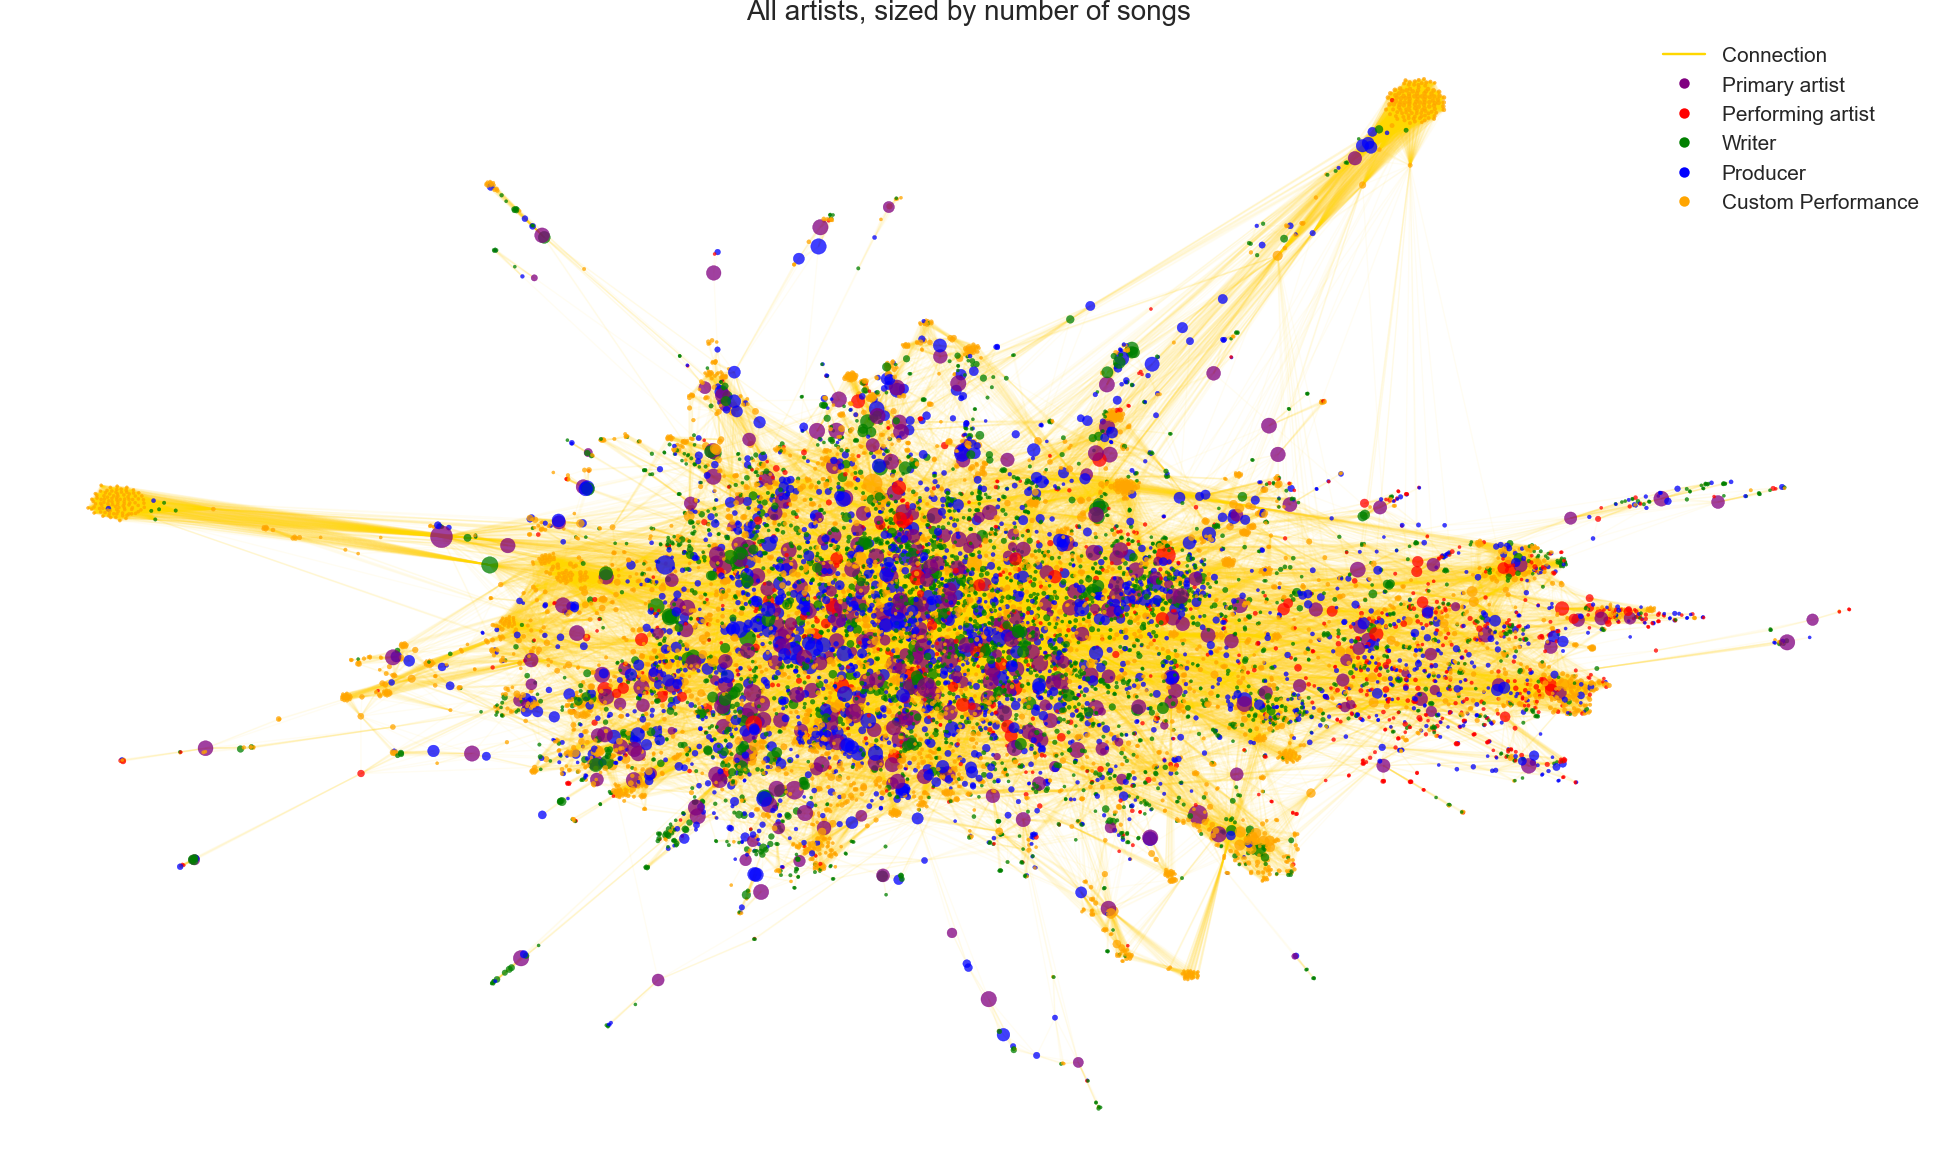 All artists, sized by number of songs
Connection
Primary artist
Performing artist
Writer
Producer
Custom Performance